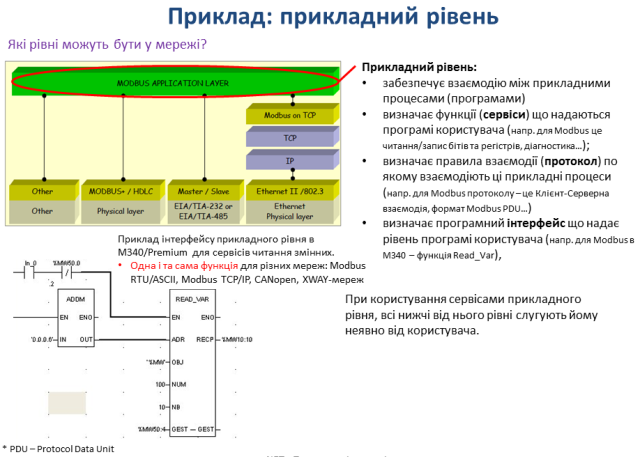 Приклад: прикладний рівень
Які рівні можуть бути у мережі?
MODBUS APPLICATION LAYER
Modbus on TCP
TCP
IP
Other
MODBUS+ / HDLC
Master / Slave
Ethernet II /802.3
Other
Physical layer
EIA/TIA-232 or
EIA/TIA-485
Ethernet
Physical layer
Прикладний рівень:
• забезпечує взаємодію між прикладними
процесами (програмами)
• визначає функції (сервіси) що надаються
програмі користувача (напр. для Modbus це
читання/запис бітів та регістрів, діагностика…);
• визначає правила взаємодії (протокол) по
якому взаємодіють ці прикладні процеси
(напр. для Modbus протоколу – це Клієнт-Серверна
взаємодія, формат Modbus PDU…)
• визначає програмний інтерфейс що надає
рівень програмі користувача (напр. для Modbus в
M340 – функція Read_Var),
Приклад інтерфейсу прикладного рівня в
M340/Premium для сервісів читання змінних.
• Одна і та сама функція для різних мереж: Modbus
RTU/ASCII, Modbus TCP/IP, CANopen, XWAY-мереж
При користування сервісами прикладного
рівня, всі нижчі від нього рівні слугують йому
неявно від користувача.
In_0
%MW50.0
.2
ADDM
READ_VAR
EN ENO
EN ENO
'0.0.0.6' IN OUT
ADR RECP %MW10:10
'%MW' OBJ
100 NUM
10 NB
%MW50:4 GEST GEST
* PDU – Protocol Data Unit